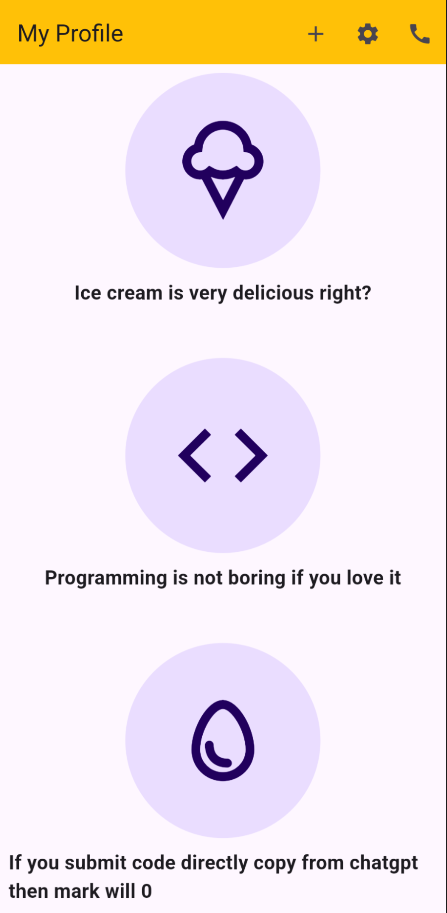 My Profile
Ice cream is very delicious right?
Programming is not boring if you love it
If you submit code directly copy from chatgpt
then mark will 0